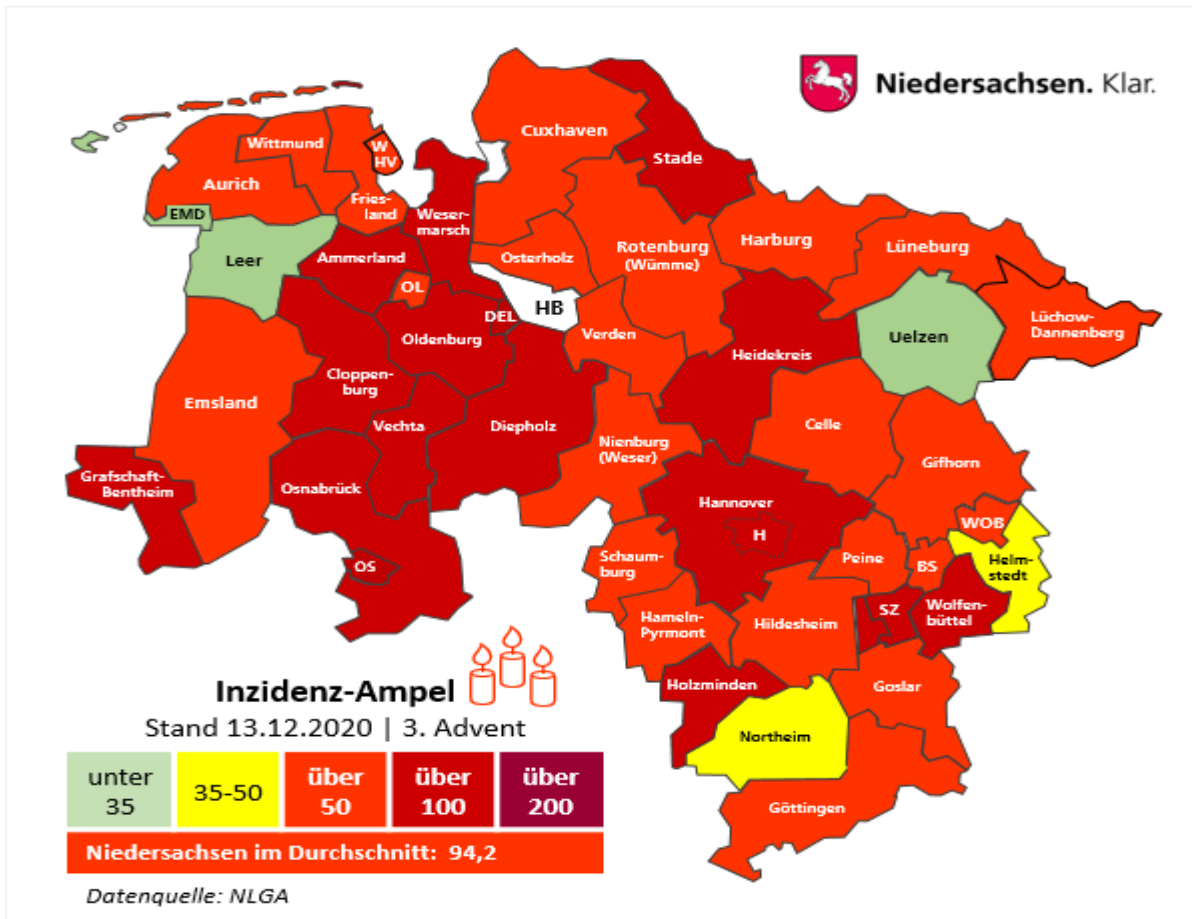 Niedersachsen. Klar.
Cuxhaven
Wittmund
W
HV
Stade
Aurich
Fries-
land
EMD
Weser-
marsch
Leer
Ammerland
Osterholz
Rotenburg
(Wümme)
Harburg
Lüneburg
OL
HB
DEL
Oldenburg
Verden
Heidekreis
Uelzen
Lüchow-
Dannenberg
Cloppen-
burg
Emsland
Vechta
Diepholz
Nienburg
(Weser)
Celle
Gifhorn
Grafschaft-
Bentheim
Osnabrück
Hannover
H
WOB
OS
Schaum-
burg
Peine
BS
Helm-
stedt
Hameln-
Pyrmont
Hildesheim
SZ
Wolfen-
büttel
Holzminden
Goslar
Northeim
Göttingen
Inzidenz-Ampel
Stand 13.12.2020 | 3. Advent
unter
35
35-50
über
50
über
100
über
200
Niedersachsen im Durchschnitt: 94,2
Datenquelle: NLGA